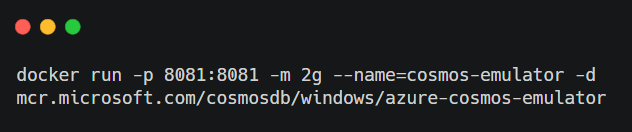 docker run -p 8081:8081 -m 2g --name=cosmos-emulator -d
mcr.microsoft.com/cosmosdb/windows/azure-cosmos-emulator